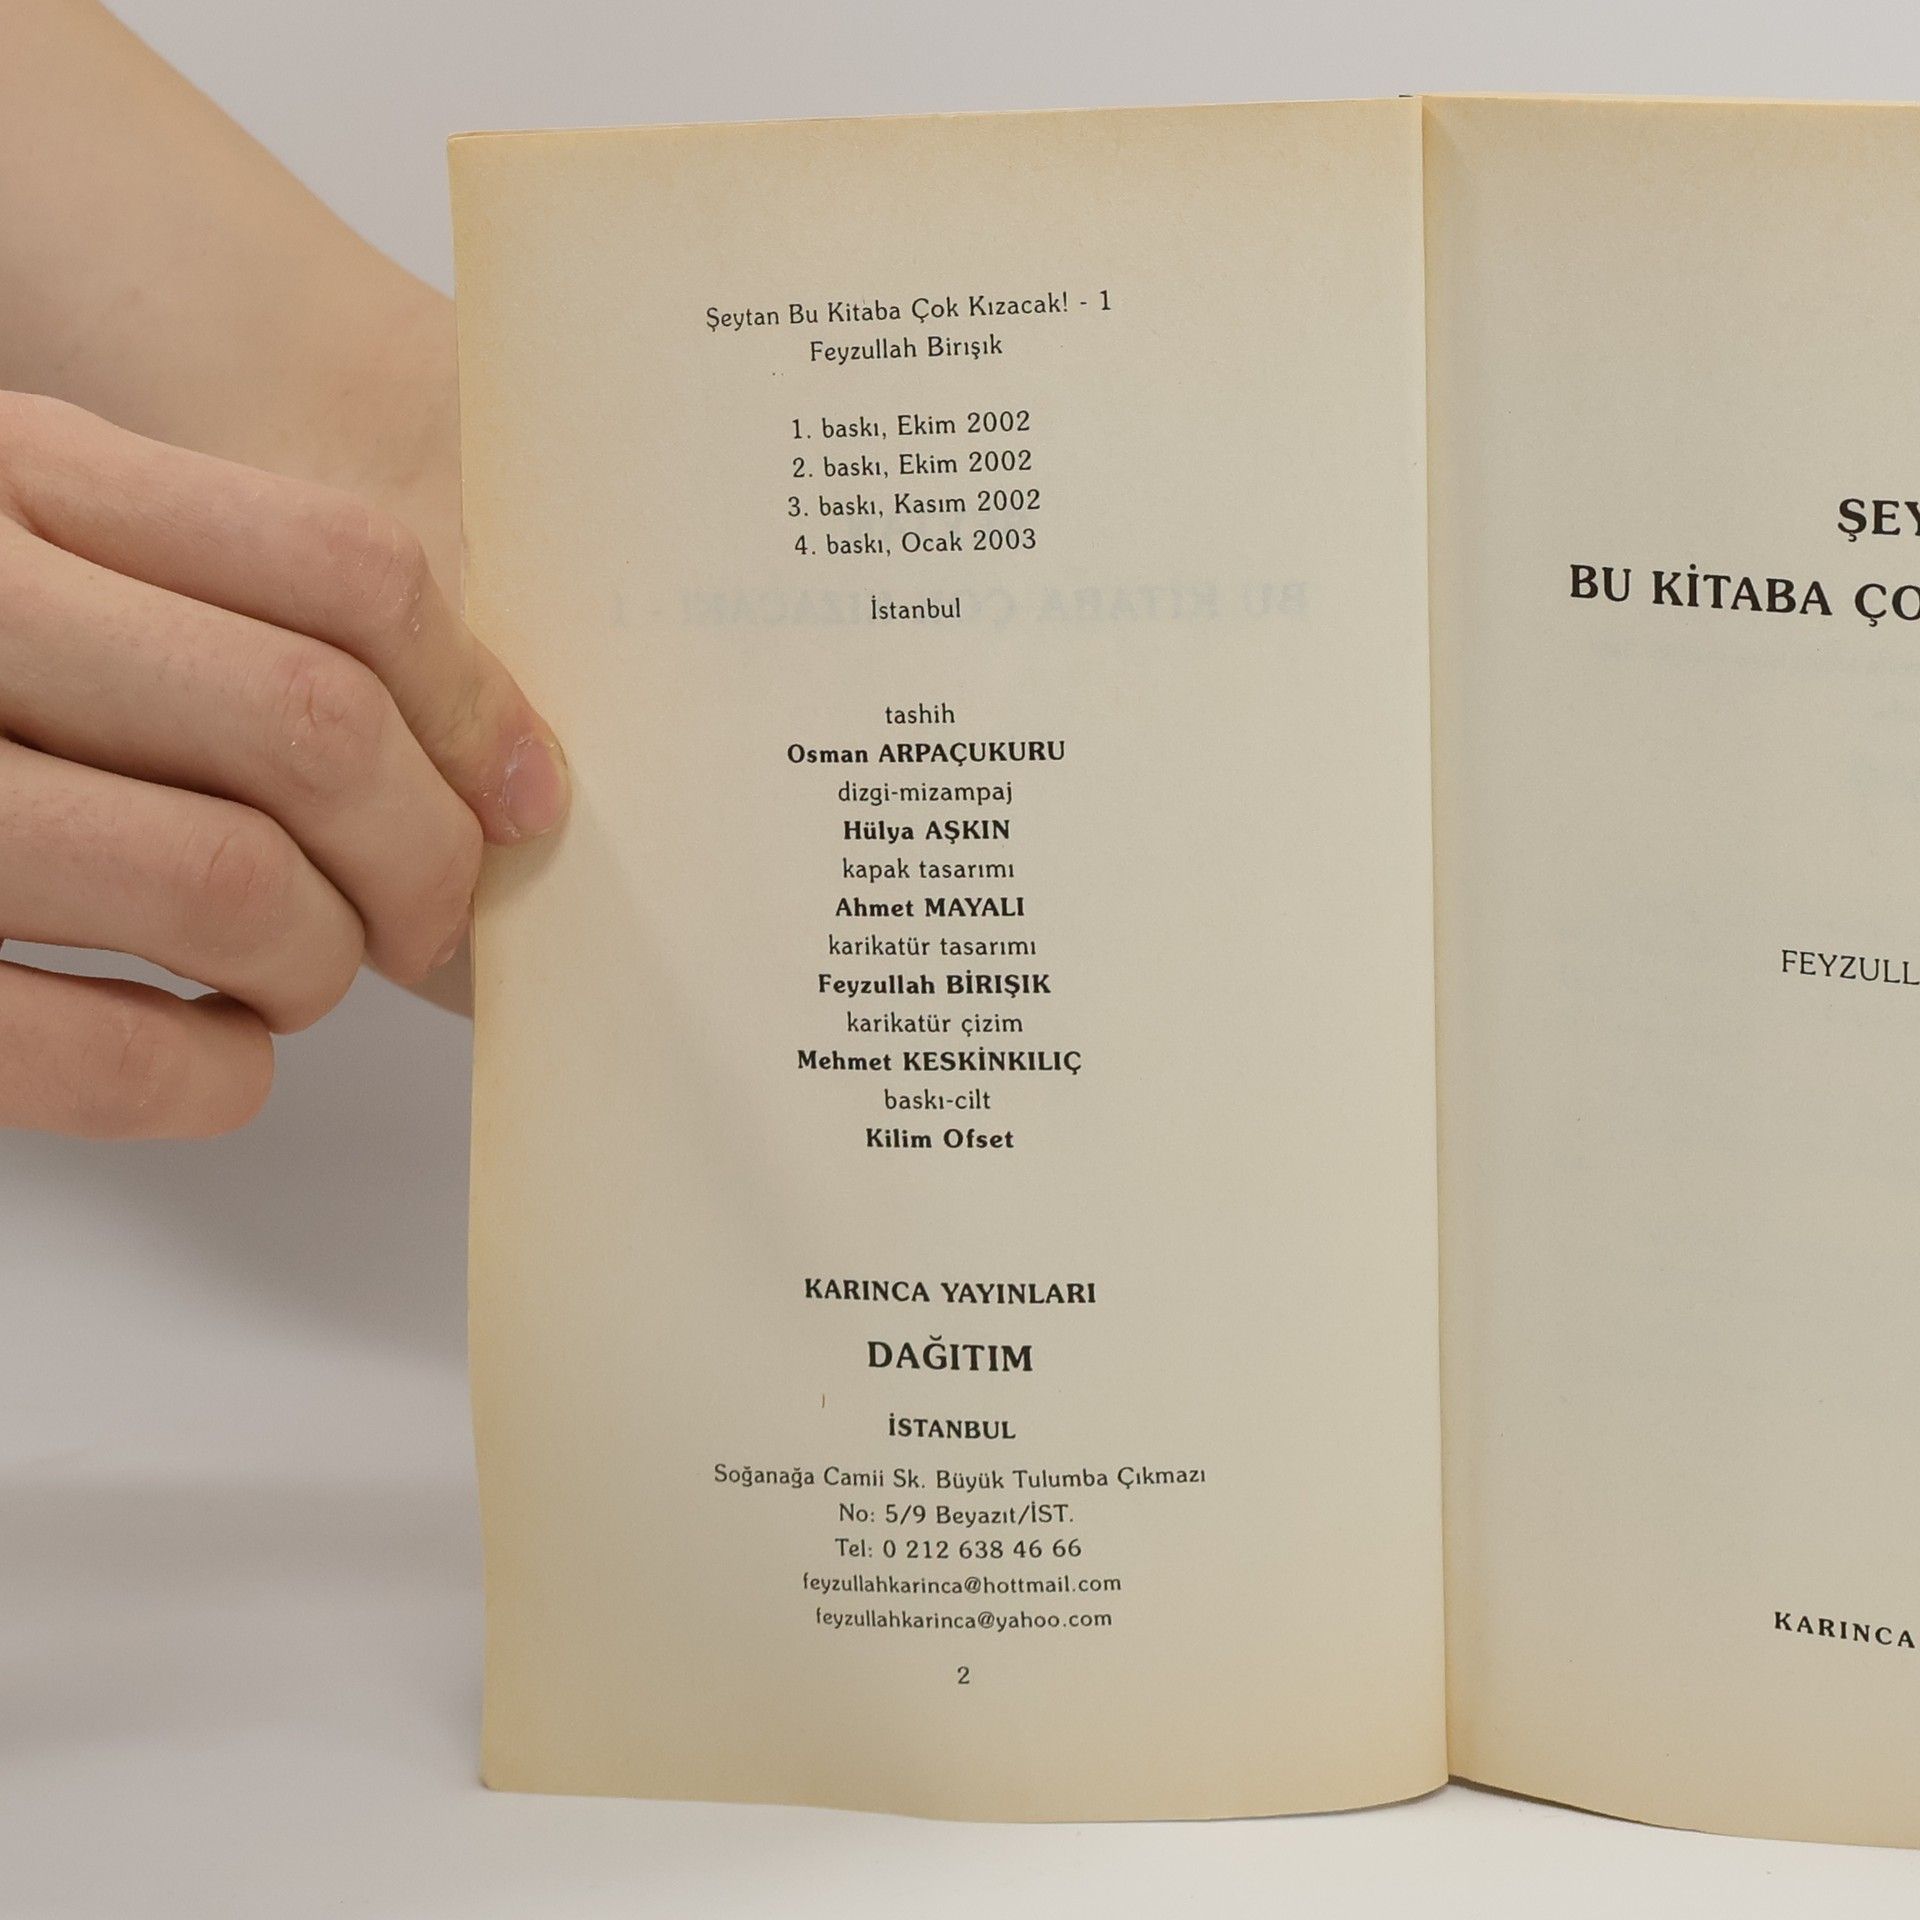 Şeytan Bu Kitaba Çok Kızacak! - 1
Feyzullah Birışık
1. baskı, Ekim 2002
2. baskı, Ekim 2002
3. baskı, Kasım 2002
4. baskı, Ocak 2003
İstanbul
tashih
Osman ARPAÇUKURU
dizgi-mizampaj
Hülya AŞKIN
kapak tasarımı
Ahmet MAYALI
karikatür tasarımı
Feyzullah BİRIŞIK
karikatür çizim
Mehmet KESKİNKILIÇ
baskı-cilt
Kilim Ofset
KARINCA YAYINLARI
DAĞITIM
İSTANBUL
Soğanağa Camii Sk. Büyük Tulumba Çıkmazı
No: 5/9 Beyazıt/İST.
Tel: 0 212 638 46 66
feyzullahkarinca@hottmail.com
feyzullahkarinca@yahoo.com
2
ŞEY
BU KİTABA ÇO
FEYZULL
KARINCA